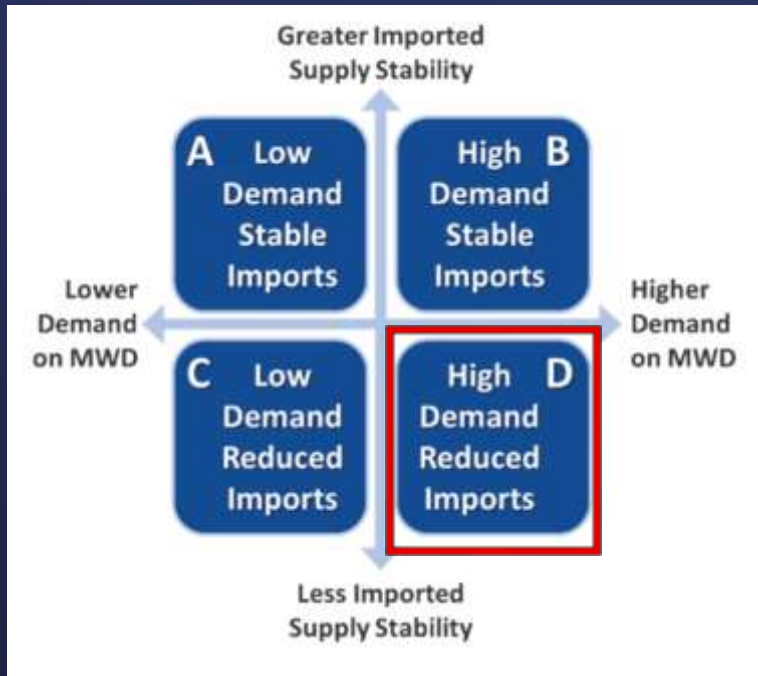 Greater Imported
Supply Stability
A Low
Demand
Stable
Imports
High B
Demand
Stable
Imports
Lower
Demand
on MWD
Higher
Demand
on MWD
C Low
Demand
Reduced
Imports
High D
Demand
Reduced
Imports
Less Imported
Supply Stability